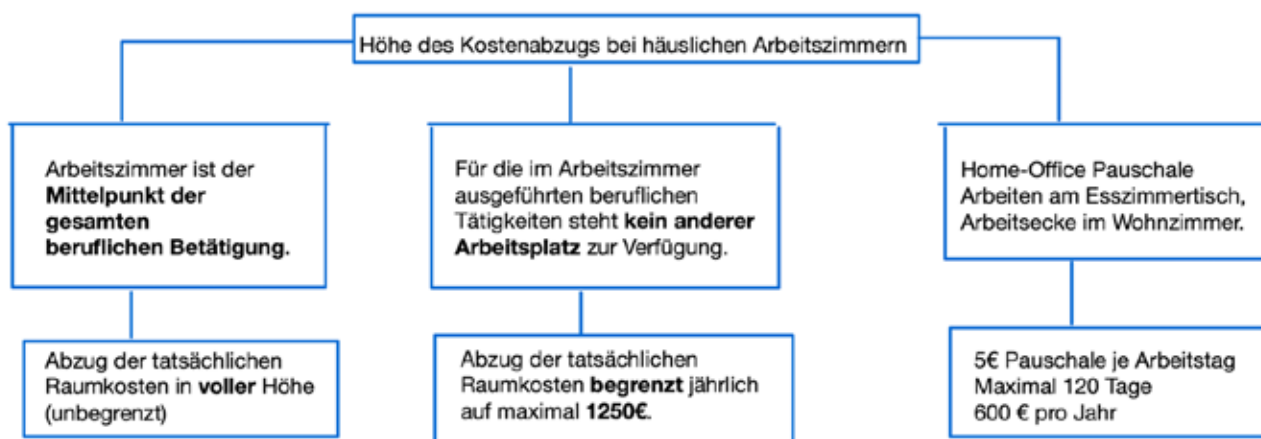 Höhe des Kostenabzugs bei häuslichen Arbeitszimmern
Arbeitszimmer ist der
Mittelpunkt der
gesamten
beruflichen Betätigung.
Abzug der tatsächlichen
Raumkosten in voller Höhe
(unbegrenzt)
Für die im Arbeitszimmer
ausgeführten beruflichen
Tätigkeiten steht kein anderer
Arbeitsplatz zur Verfügung.
Abzug der tatsächlichen
Raumkosten begrenzt jährlich
auf maximal 1250€.
Home-Office Pauschale
Arbeiten am Esszimmertisch,
Arbeitsecke im Wohnzimmer.
5€ Pauschale je Arbeitstag
Maximal 120 Tage
600 € pro Jahr